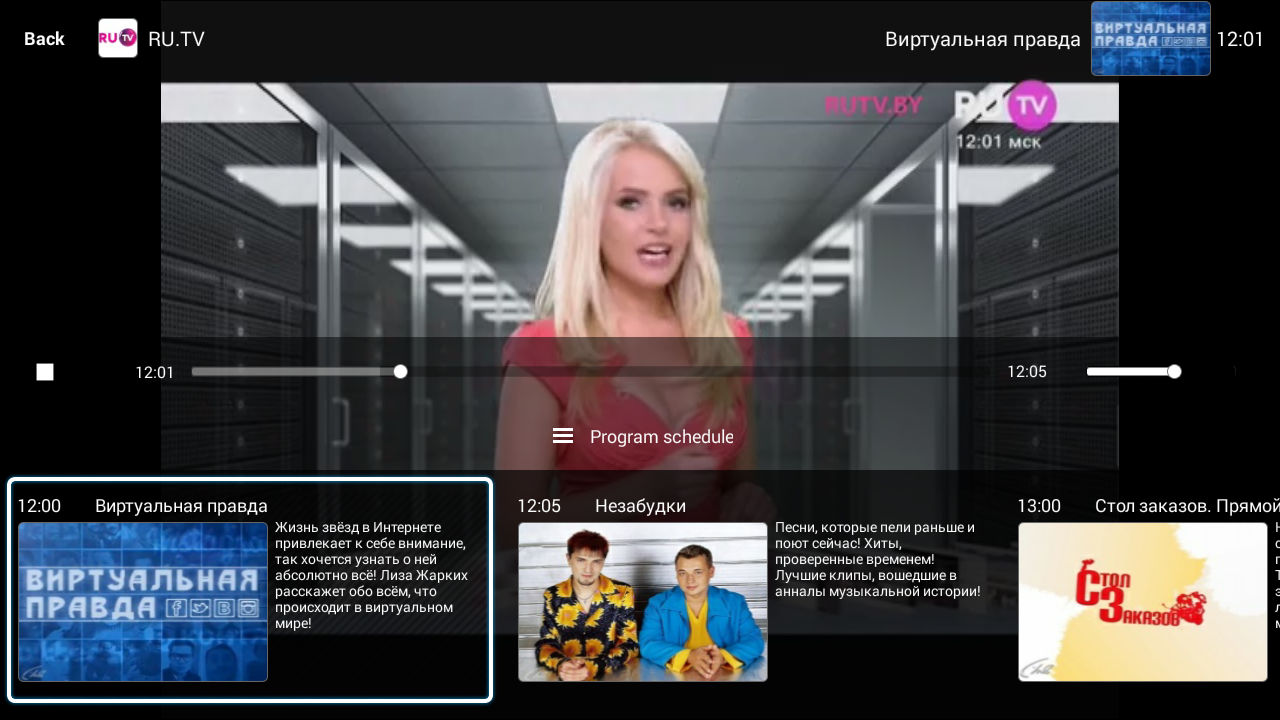 Back
RU TV
RU.TV
Виртуальная правда
ВИРТУАЛЬНАЯ
ПРАВДА
12:01
RUTV.BY
RU TV
12:01 мск
12:01
12:05
Program schedule
12:00 Виртуальная правда
ВИРТУАЛЬНАЯ
ПРАВДА
Жизнь звёзд в Интернете
привлекает к себе внимание,
так хочется узнать о ней
абсолютно всё! Лиза Жарких
расскажет обо всём, что
происходит в виртуальном
мире!
12:05 Незабудки
Песни, которые пели раньше и
поют сейчас! Хиты,
проверенные временем!
Лучшие клипы, вошедшие в
анналы музыкальной истории!
13:00 Стол заказов. Прямой
Стол
Заказов